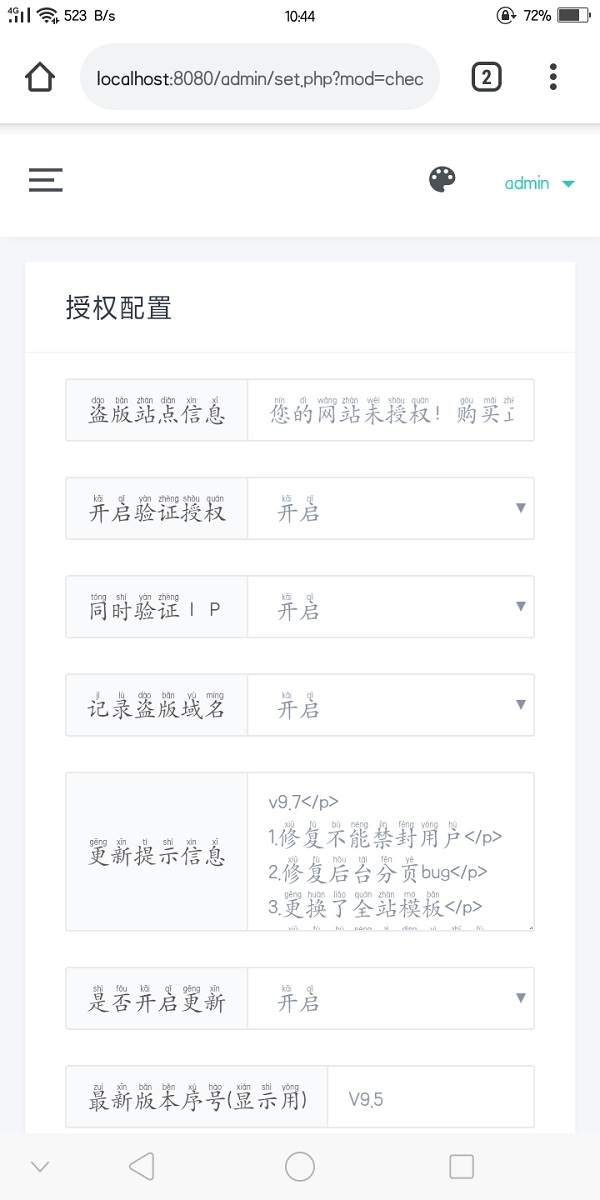 4G 523 B/s 10:44 72%
localhost:8080/admin/set.php?mod=chec 2
admin
授权配置
盗版站点信息 您的网站未授权！购买正
开启验证授权 开启
同时验证IP 开启
记录盗版域名 开启
更新提示信息
v9.7</p>
1.修复不能禁封用户</p>
2.修复后台分页bug</p>
3.更换了全站模板</p>
是否开启更新 开启
最新版本序号(显示用) V9.5